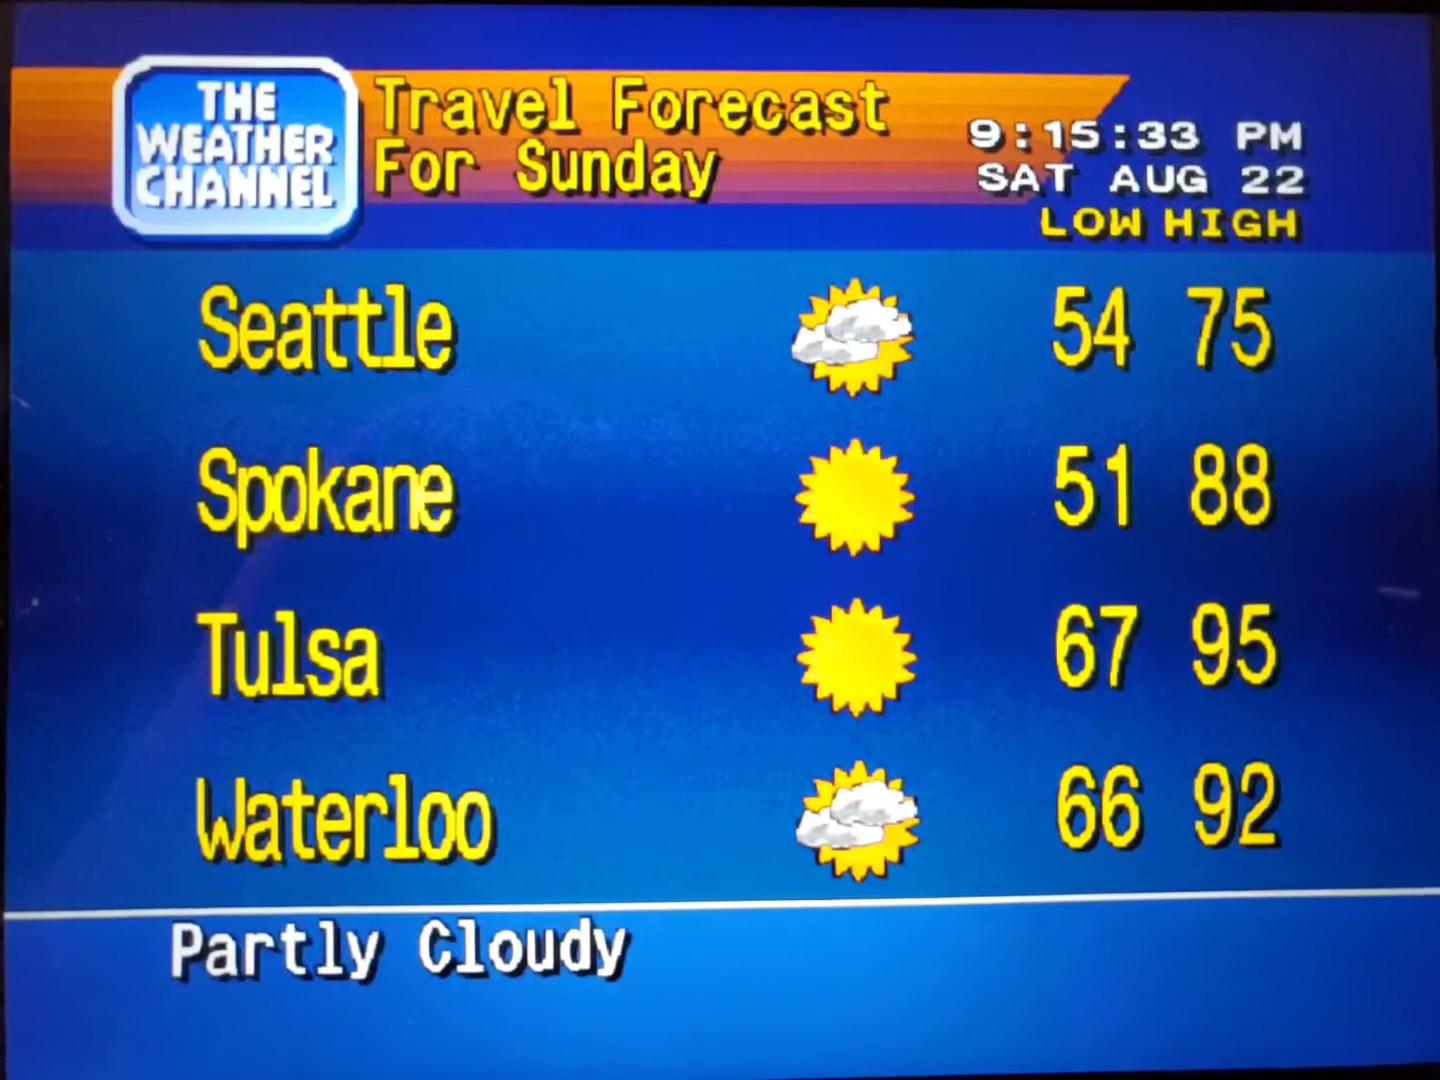 THE
WEATHER
CHANNEL
Travel Forecast
For Sunday
9:15:33 PM
SAT AUG 22
LOW HIGH
Seattle 54 75
Spokane 51 88
Tulsa 67 95
Waterloo 66 92
Partly Cloudy